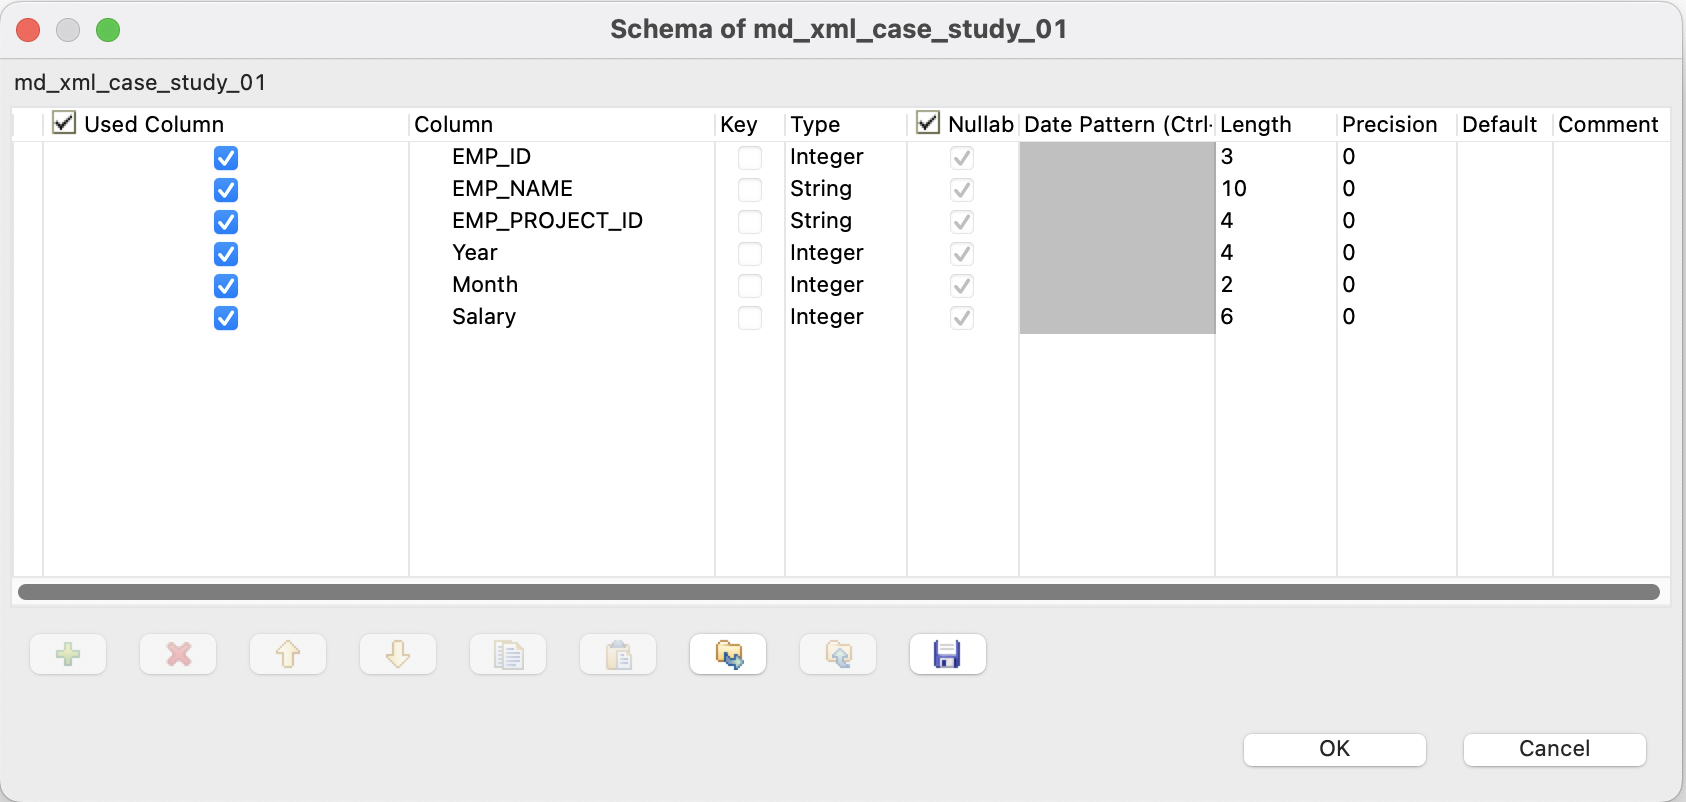 Schema of md_xml_case_study_01
md_xml_case_study_01
Used Column Column Key Type Nullab Date Pattern (Ctrl- Length Precision Default Comment
EMP_ID Integer 3 0
EMP_NAME String 10 0
EMP_PROJECT_ID String 4 0
Year Integer 4 0
Month Integer 2 0
Salary Integer 6 0
OK Cancel